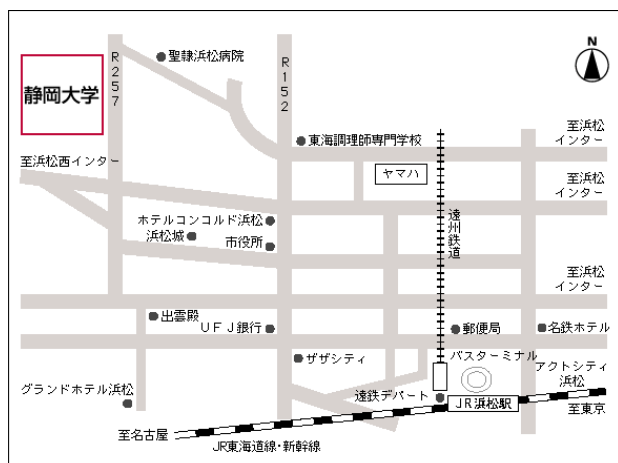 N
R257
聖隷浜松病院
R152
静岡大学
東海調理師専門学校
至浜松
インター
至浜松西インター
ヤマハ
至浜松
インター
ホテルコンコルド浜松
遠州鉄道
浜松城
市役所
至浜松
インター
出雲殿
UFJ銀行
郵便局
名鉄ホテル
ザザシティ
バスターミナル
アクトシティ
浜松
グランドホテル浜松
遠鉄デパート
JR浜松駅
至東京
至名古屋
JR東海道線・新幹線